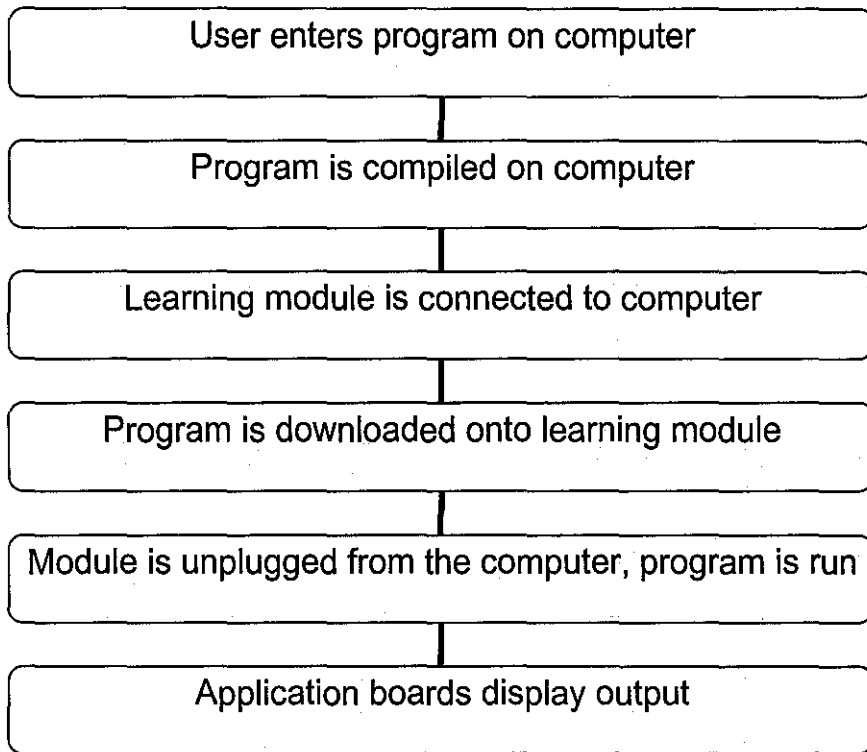 User enters program on computer
Program is compiled on computer
Learning module is connected to computer
Program is downloaded onto learning module
Module is unplugged from the computer, program is run
Application boards display output